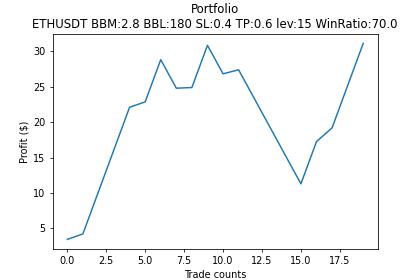 Portfolio
ETHUSDT BBM:2.8 BBL:180 SL:0.4 TP:0.6 lev:15 WinRatio:70.0
30
25
20
15
10
5
Profit ($)
0.0 2.5 5.0 7.5 10.0 12.5 15.0 17.5
Trade counts